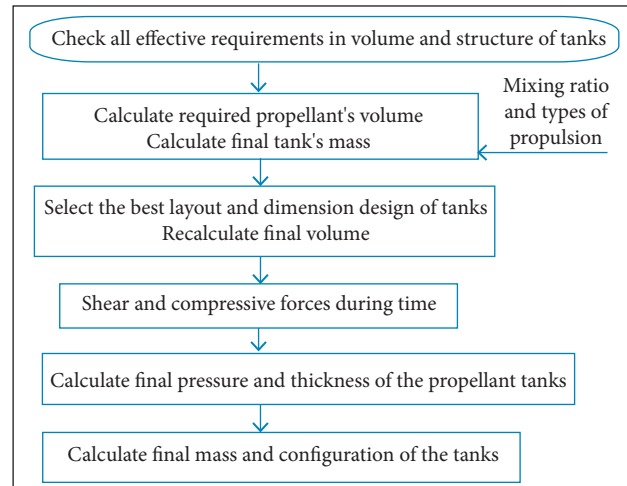 Check all effective requirements in volume and structure of tanks
Mixing ratio
and types of
propulsion
Calculate required propellant's volume
Calculate final tank's mass
Select the best layout and dimension design of tanks
Recalculate final volume
Shear and compressive forces during time
Calculate final pressure and thickness of the propellant tanks
Calculate final mass and configuration of the tanks